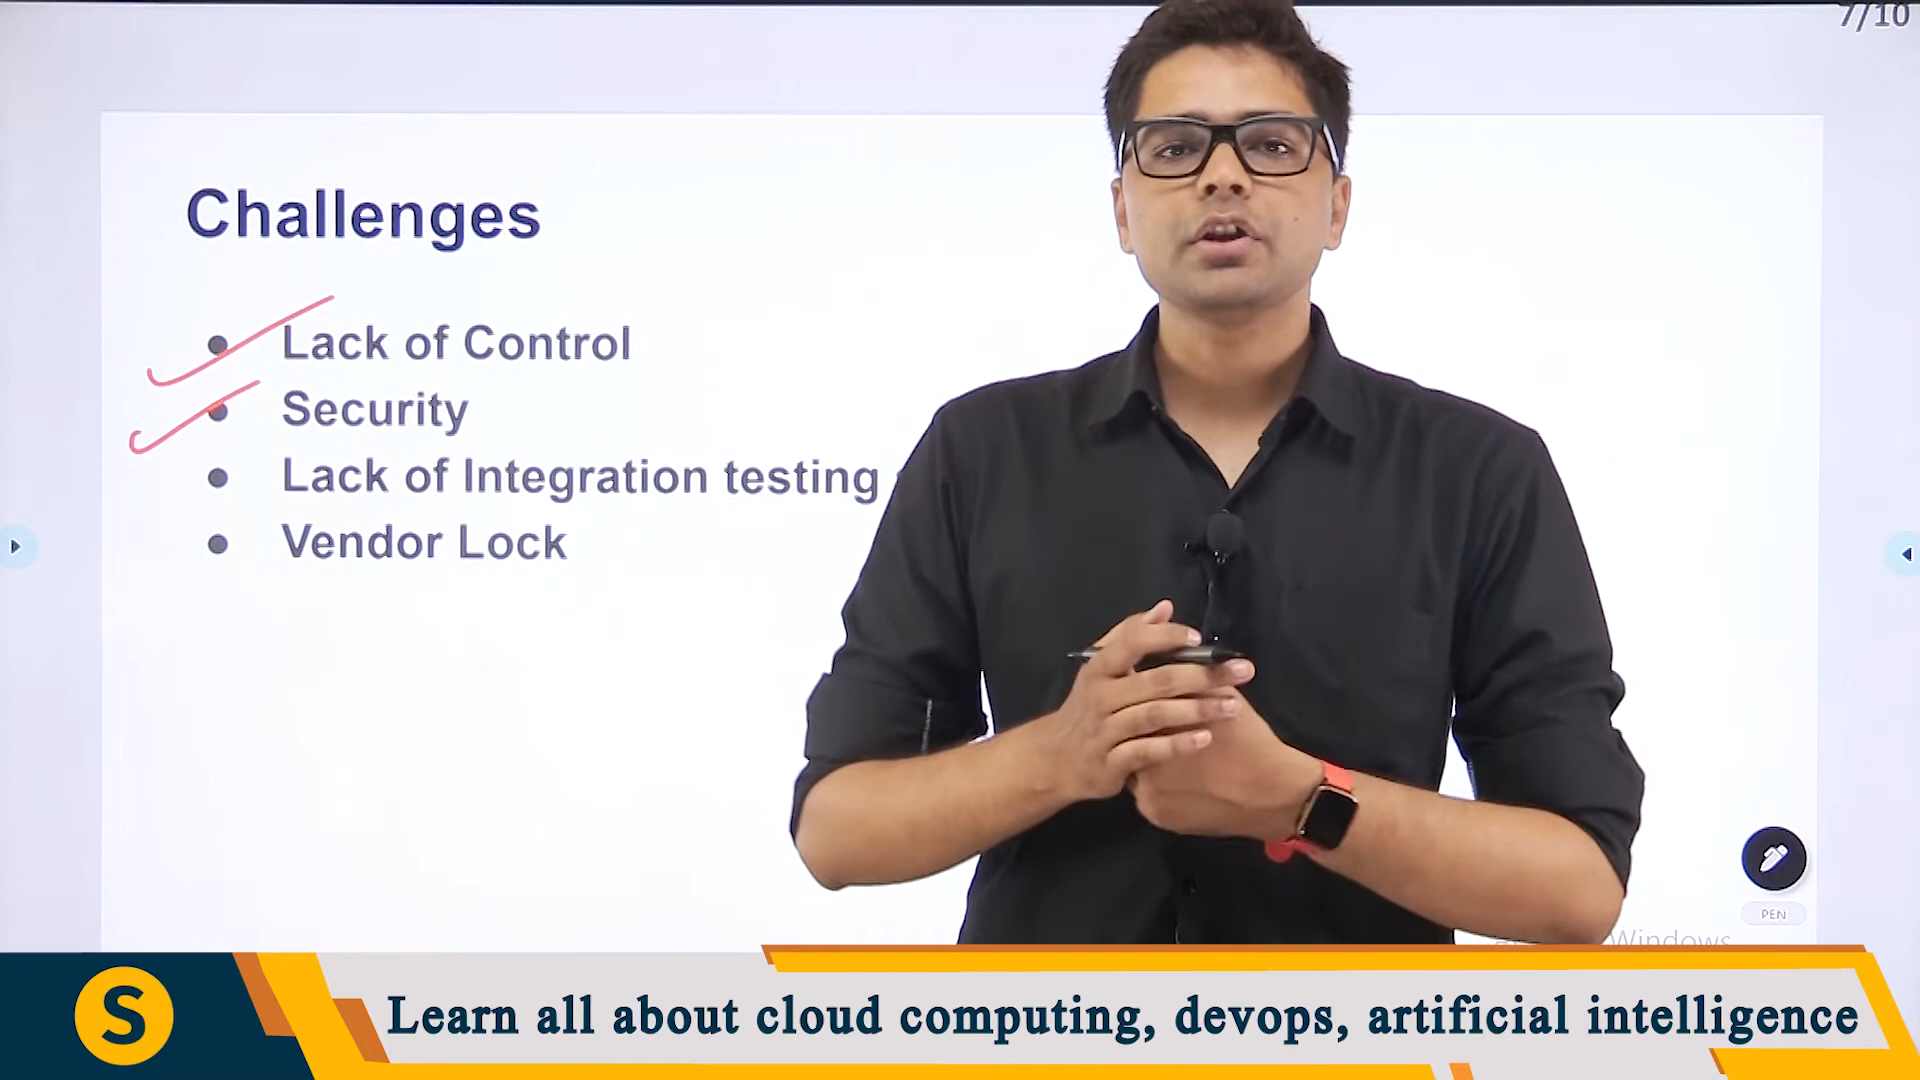 7/10
Challenges
Lack of Control
Security
Lack of Integration testing
Vendor Lock
PEN
Windows
S
Learn all about cloud computing, devops, artificial intelligence